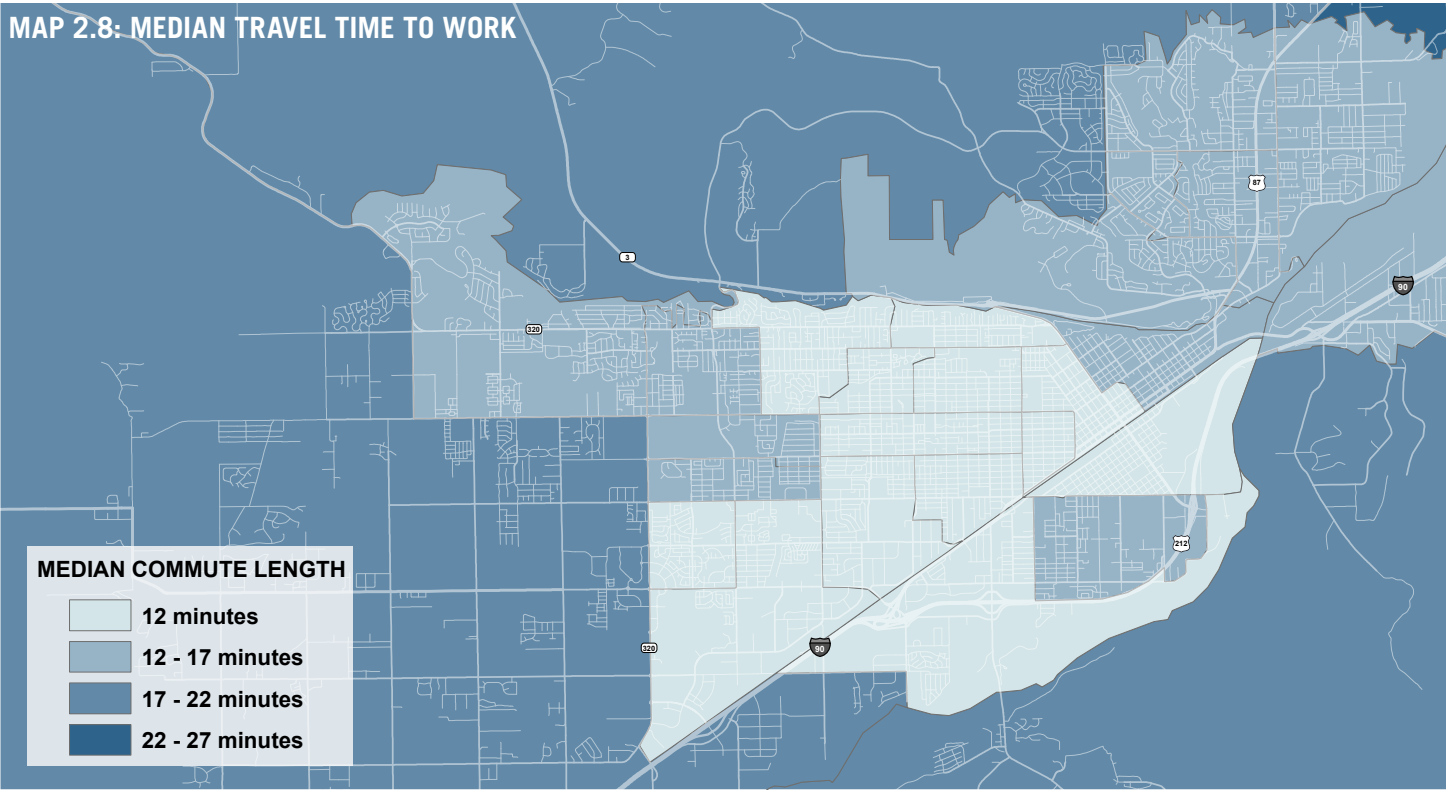 MAP 2.8: MEDIAN TRAVEL TIME TO WORK
87
3
90
320
212
320
90
MEDIAN COMMUTE LENGTH
12 minutes
12 - 17 minutes
17 - 22 minutes
22 - 27 minutes